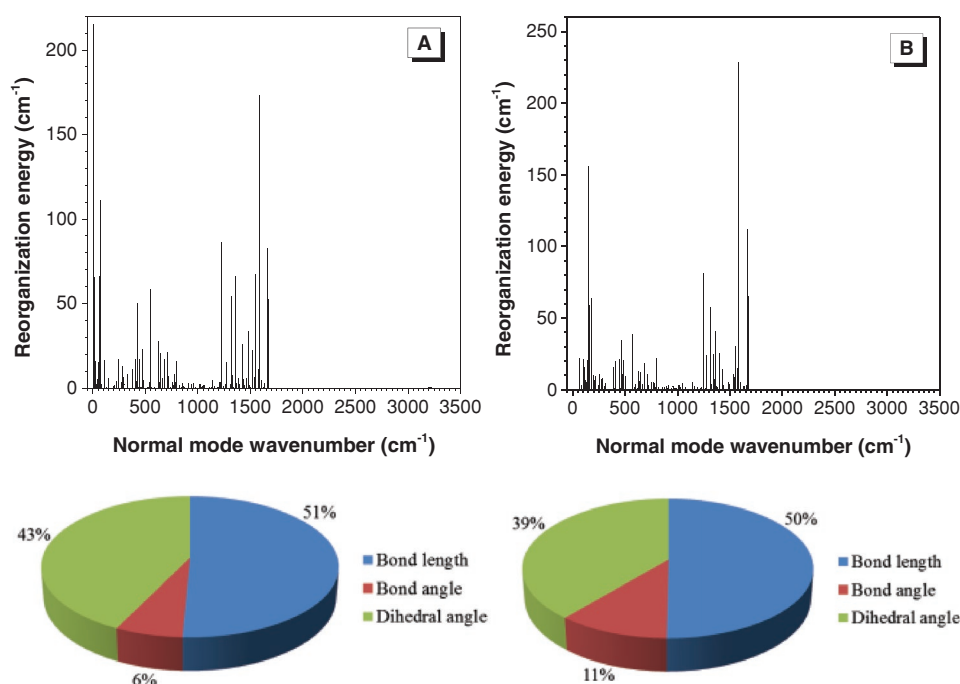 A
Reorganization energy (cm⁻¹)
200
150
100
50
0
0 500 1000 1500 2000 2500 3000 3500
Normal mode wavenumber (cm⁻¹)
B
Reorganization energy (cm⁻¹)
250
200
150
100
50
0
0 500 1000 1500 2000 2500 3000 3500
Normal mode wavenumber (cm⁻¹)
43%
51%
6%
Bond length
Bond angle
Dihedral angle
39%
50%
11%
Bond length
Bond angle
Dihedral angle